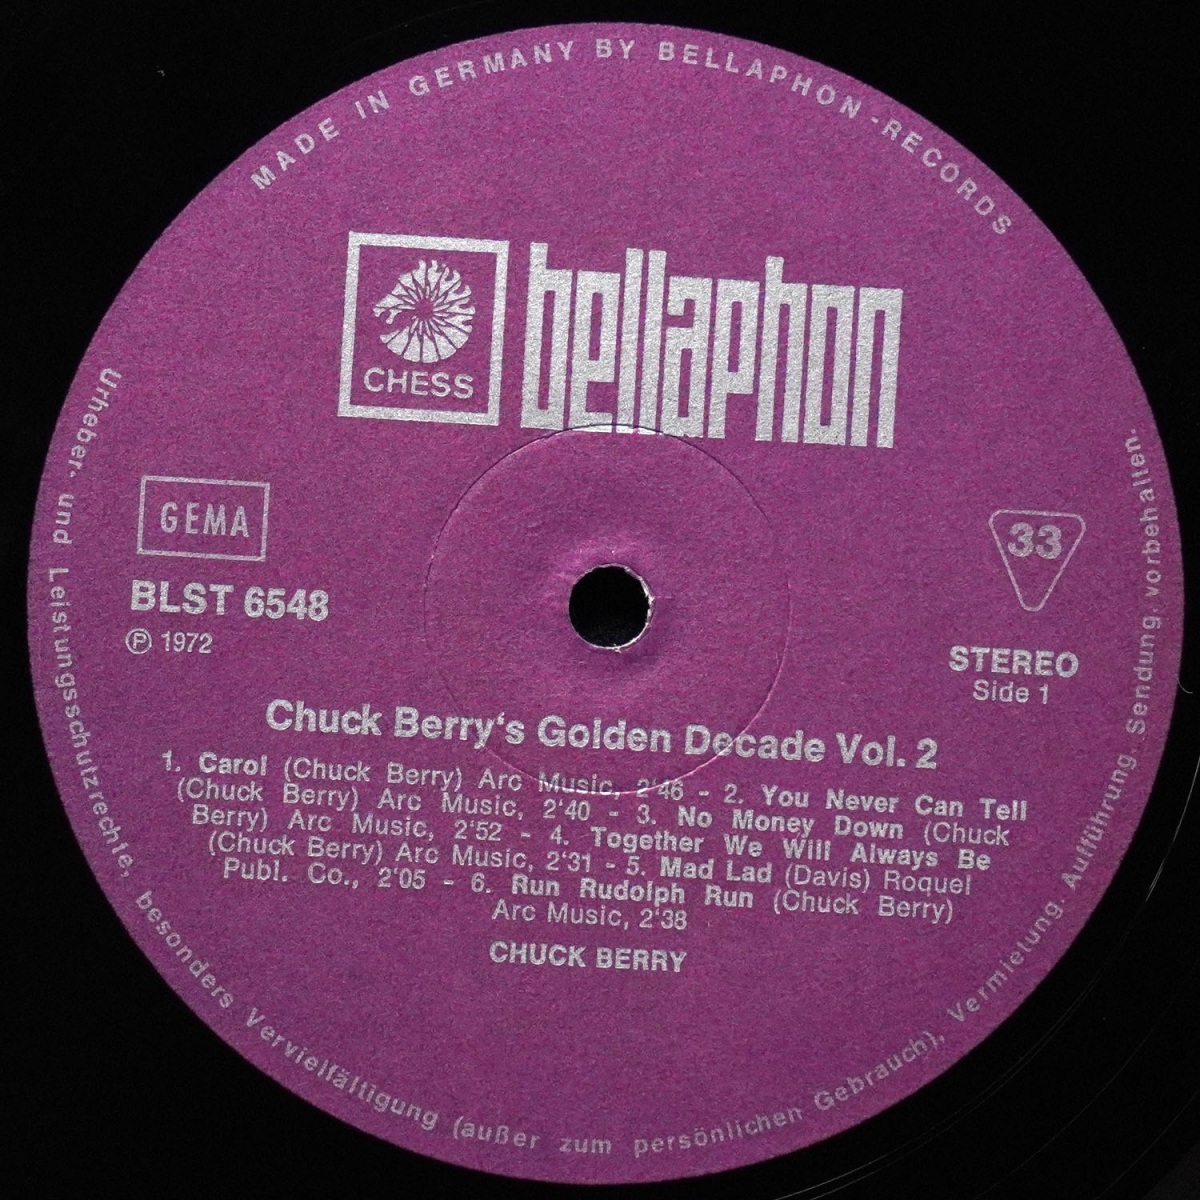 MADE IN GERMANY BY BELLAPHON-RECORDS
CHESS
bellaphon
GEMA
BLST 6548
Ⓟ 1972
33
STEREO
Side 1
Chuck Berry's Golden Decade Vol. 2
1. Carol (Chuck Berry) Arc Music, 2'46 - 2. You Never Can Tell
(Chuck Berry) Arc Music, 2'40 - 3. No Money Down (Chuck
Berry) Arc Music, 2'52 - 4. Together We Will Always Be
(Chuck Berry) Arc Music, 2'31 - 5. Mad Lad (Davis) Roquel
Publ. Co., 2'05 - 6. Run Rudolph Run (Chuck Berry)
Arc Music, 2'38
CHUCK BERRY
Urheber- und Leistungsschutzrechte, besonders Vervielfältigung (außer zum persönlichen Gebrauch), Vermietung, Aufführung, Sendung, vorbehalten.